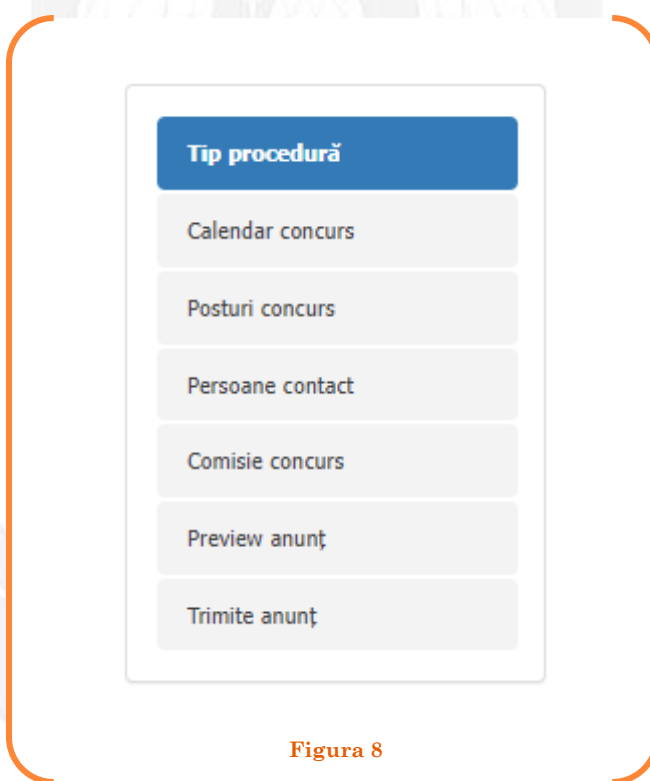 Tip procedură
Calendar concurs
Posturi concurs
Persoane contact
Comisie concurs
Preview anunț
Trimite anunț
Figura 8